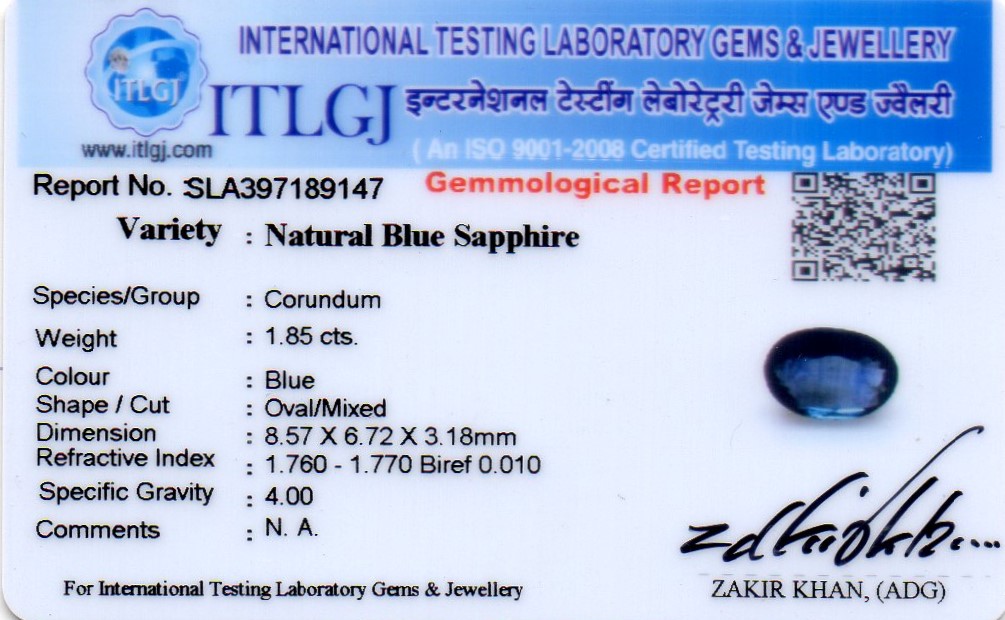 INTERNATIONAL TESTING LABORATORY GEMS & JEWELLERY
ITLGJ
ITLGJ इन्टरनेशनल टेस्टींग लेबोरेट्ररी जेम्स एण्ड ज्वैलरी
www.itlgj.com
( An ISO 9001-2008 Certified Testing Laboratory)
Report No. :SLA397189147
Gemmological Report
Variety : Natural Blue Sapphire
Species/Group : Corundum
Weight : 1.85 cts.
Colour : Blue
Shape / Cut : Oval/Mixed
Dimension : 8.57 X 6.72 X 3.18mm
Refractive Index : 1.760 - 1.770 Biref 0.010
Specific Gravity : 4.00
Comments : N. A.
For International Testing Laboratory Gems & Jewellery
ZAKIR KHAN, (ADG)